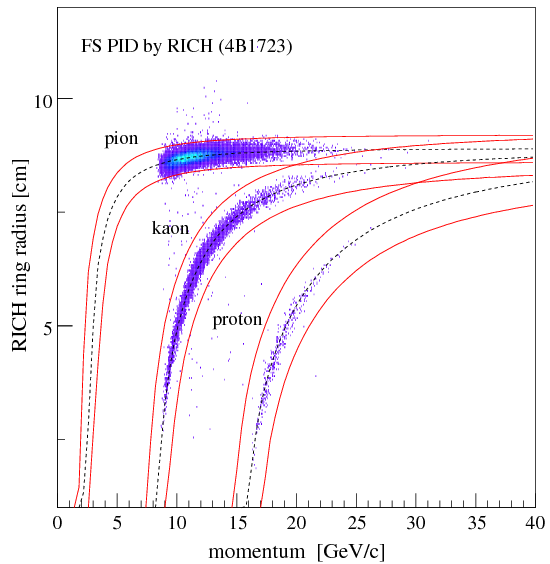 FS PID by RICH (4B1723)
10
pion
RICH ring radius [cm]
kaon
5
proton
0 5 10 15 20 25 30 35 40
momentum [GeV/c]